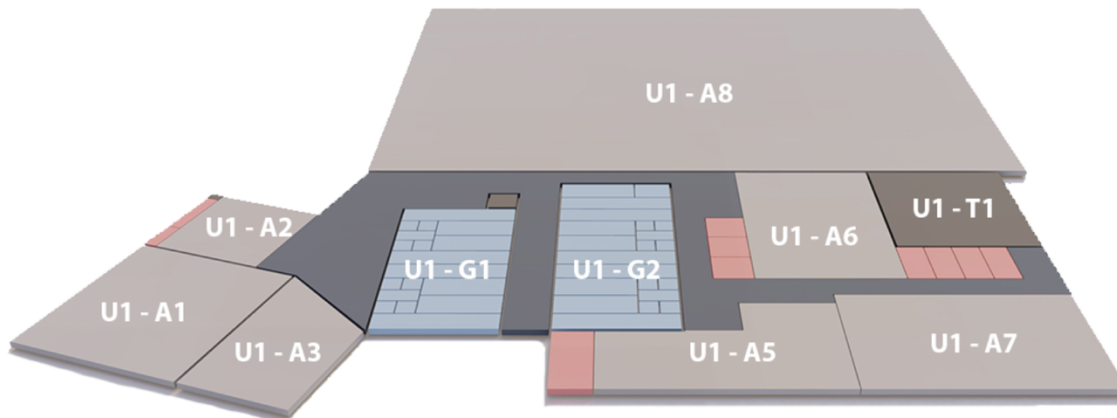 U1 - A8
U1 - T1
U1 - A2
U1 - A6
U1 - G1
U1 - G2
U1 - A1
U1 - A3
U1 - A5
U1 - A7